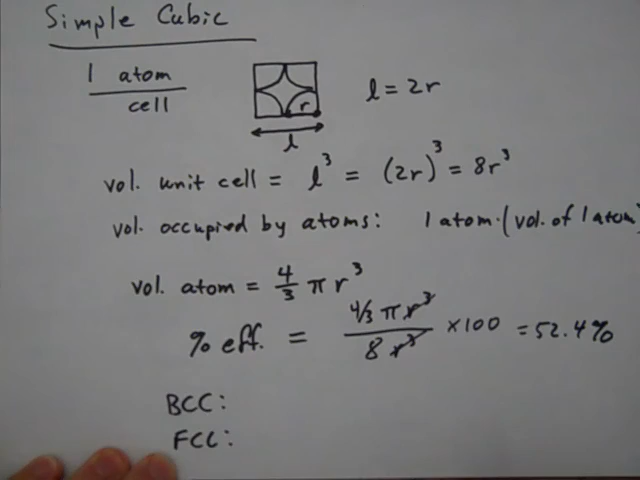 Simple Cubic
1 atom
cell
r
l = 2r
l
vol. unit cell = l³ = (2r)³ = 8r³
vol. occupied by atoms: 1 atom·(vol. of 1 atom)
vol. atom = 4/3 π r³
% eff. = 4/3 π r³ / 8 r³ × 100 = 52.4%
BCC:
FCC: